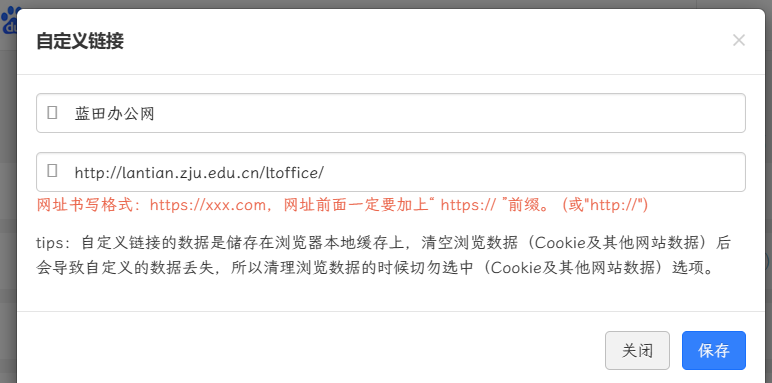 自定义链接
蓝田办公网
http://lantian.zju.edu.cn/ltoffice/
网址书写格式：https://xxx.com，网址前面一定要加上“ https:// ”前缀。 (或"http://")
tips：自定义链接的数据是储存在浏览器本地缓存上，清空浏览数据（Cookie及其他网站数据）后
会导致自定义的数据丢失，所以清理浏览数据的时候切勿选中（Cookie及其他网站数据）选项。
关闭 保存